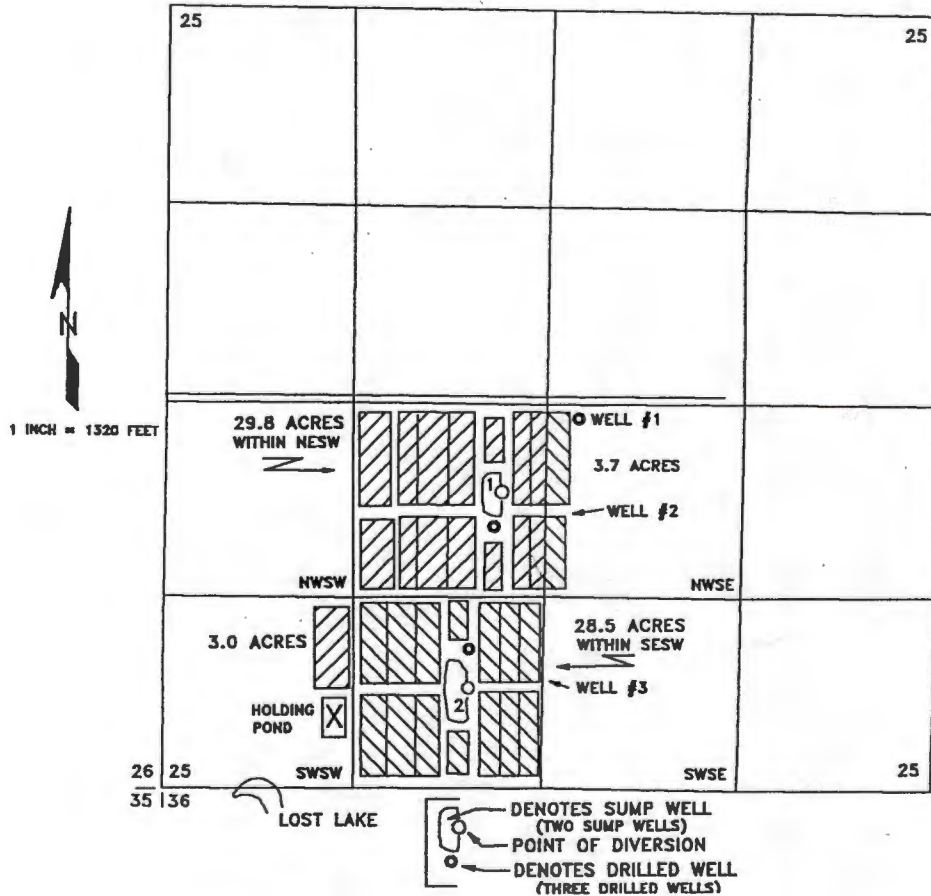 25
25
N
1 INCH = 1320 FEET
29.8 ACRES
WITHIN NESW
WELL #1
3.7 ACRES
1
WELL #2
NWSW
NWSE
3.0 ACRES
28.5 ACRES
WITHIN SESW
WELL #3
HOLDING
POND
X
2
26 25
SWSW
SWSE
25
35 36
LOST LAKE
DENOTES SUMP WELL
(TWO SUMP WELLS)
POINT OF DIVERSION
DENOTES DRILLED WELL
(THREE DRILLED WELLS)